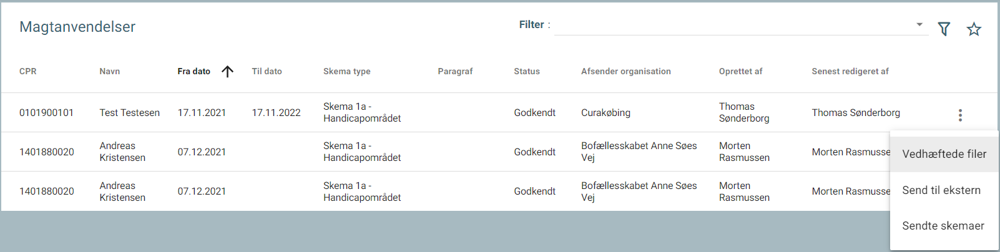 Magtanvendelser
Filter :
CPR Navn Fra dato Til dato Skema type Paragraf Status Afsender organisation Oprettet af Senest redigeret af
0101900101 Test Testesen 17.11.2021 17.11.2022 Skema 1a - Handicapområdet Godkendt Curakøbing Thomas Sønderborg Thomas Sønderborg
1401880020 Andreas Kristensen 07.12.2021 Skema 1a - Handicapområdet Godkendt Bofællesskabet Anne Søes Vej Morten Rasmussen Morten Rasmusse
1401880020 Andreas Kristensen 07.12.2021 Skema 1a - Handicapområdet Godkendt Bofællesskabet Anne Søes Vej Morten Rasmussen Morten Rasmusse
Vedhæftede filer
Send til ekstern
Sendte skemaer